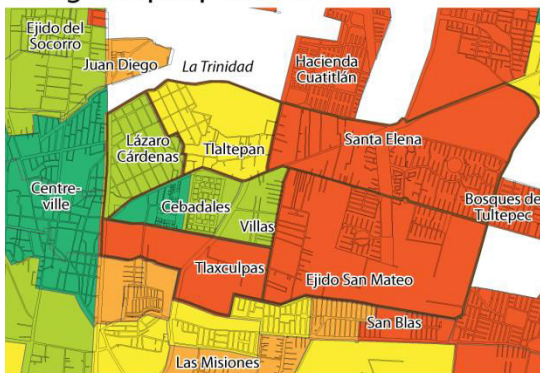 Ejido del
Socorro
Juan Diego
La Trinidad
Hacienda
Cuatitlán
Lázaro
Cárdenas
Tlaltepan
Santa Elena
Centre-
ville
Cebadales
Villas
Bosques de
Tultepec
Tlaxculpas
Ejido San Mateo
San Blas
Las Misiones